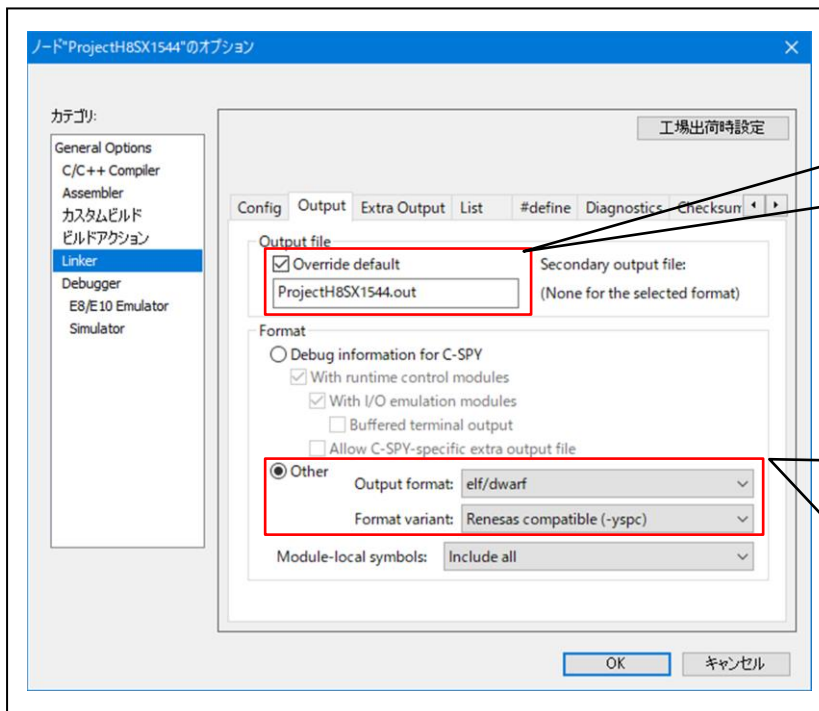 ノード"ProjectH8SX1544"のオプション
カテゴリ:
General Options
C/C++ Compiler
Assembler
カスタムビルド
ビルドアクション
Linker
Debugger
E8/E10 Emulator
Simulator
工場出荷時設定
Config Output Extra Output List #define Diagnostics Checksum
Output file
Override default
Secondary output file:
ProjectH8SX1544.out
(None for the selected format)
Format
Debug information for C-SPY
With runtime control modules
With I/O emulation modules
Buffered terminal output
Allow C-SPY-specific extra output file
Other
Output format: elf/dwarf
Format variant: Renesas compatible (-yspc)
Module-local symbols: Include all
OK キャンセル